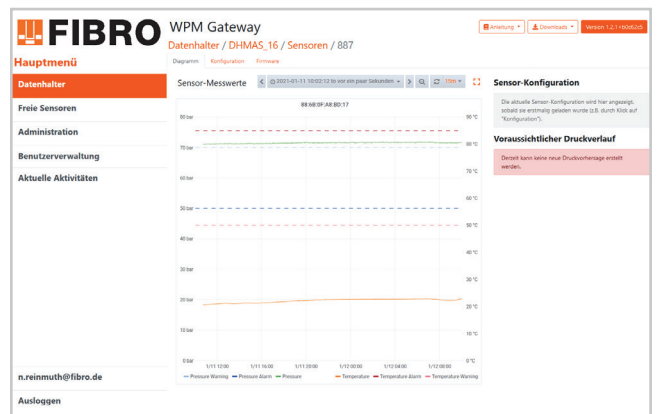 FIBRO
WPM Gateway
Anleitung
Downloads
Version 1.2.1+b0c62c5
Datenhalter / DHMAS_16 / Sensoren / 887
Hauptmenü
Diagramm Konfiguration Firmware
Datenhalter
Freie Sensoren
Administration
Benutzerverwaltung
Aktuelle Aktivitäten
n.reinmuth@fibro.de
Ausloggen
Sensor-Messwerte
2021-01-11 10:02:12 to vor ein paar Sekunden
15m
88:6B:0F:A8:BD:17
80 bar
70 bar
60 bar
50 bar
40 bar
30 bar
20 bar
10 bar
0 bar
90 °C
80 °C
70 °C
60 °C
50 °C
40 °C
30 °C
20 °C
10 °C
0 °C
1/11 12:00 1/11 16:00 1/11 20:00 1/12 00:00 1/12 04:00 1/12 08:00
Pressure Warning Pressure Alarm Pressure Temperature Temperature Alarm Temperature Warning
Sensor-Konfiguration
Die aktuelle Sensor-Konfiguration wird hier angezeigt,
sobald sie erstmalig geladen wurde (z.B. durch Klick auf
"Konfiguration").
Voraussichtlicher Druckverlauf
Derzeit kann keine neue Druckvorhersage erstellt
werden.